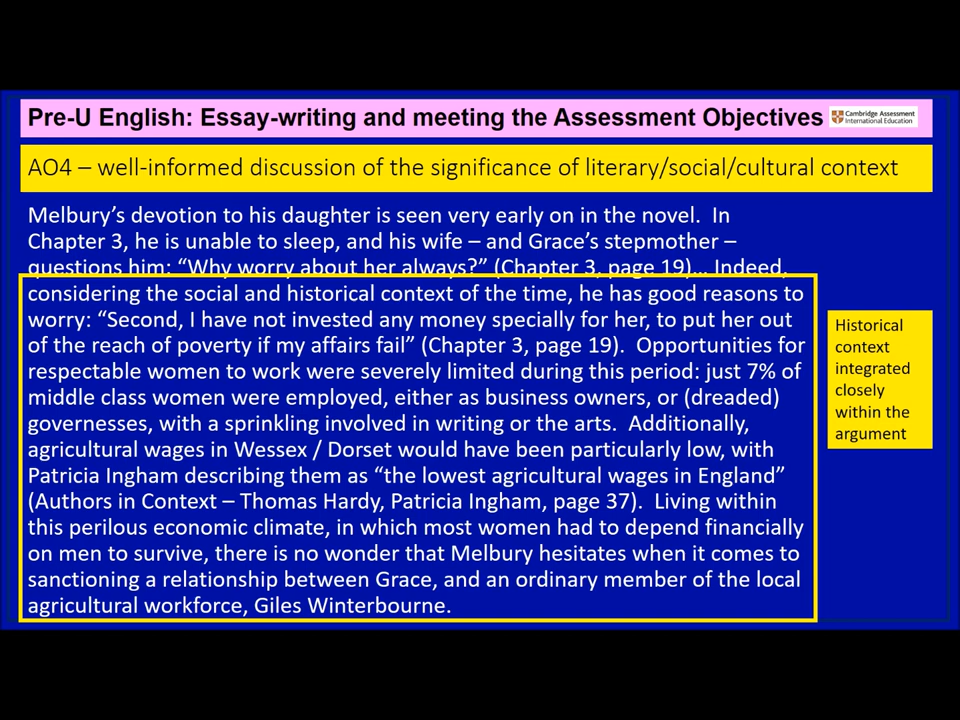 Pre-U English: Essay-writing and meeting the Assessment Objectives
Cambridge Assessment
International Education
AO4 – well-informed discussion of the significance of literary/social/cultural context
Melbury's devotion to his daughter is seen very early on in the novel.  In
Chapter 3, he is unable to sleep, and his wife – and Grace's stepmother –
questions him: “Why worry about her always?” (Chapter 3, page 19)... Indeed,
considering the social and historical context of the time, he has good reasons to
worry: “Second, I have not invested any money specially for her, to put her out
of the reach of poverty if my affairs fail” (Chapter 3, page 19).  Opportunities for
respectable women to work were severely limited during this period: just 7% of
middle class women were employed, either as business owners, or (dreaded)
governesses, with a sprinkling involved in writing or the arts.  Additionally,
agricultural wages in Wessex / Dorset would have been particularly low, with
Patricia Ingham describing them as “the lowest agricultural wages in England”
(Authors in Context – Thomas Hardy, Patricia Ingham, page 37).  Living within
this perilous economic climate, in which most women had to depend financially
on men to survive, there is no wonder that Melbury hesitates when it comes to
sanctioning a relationship between Grace, and an ordinary member of the local
agricultural workforce, Giles Winterbourne.
Historical
context
integrated
closely
within the
argument